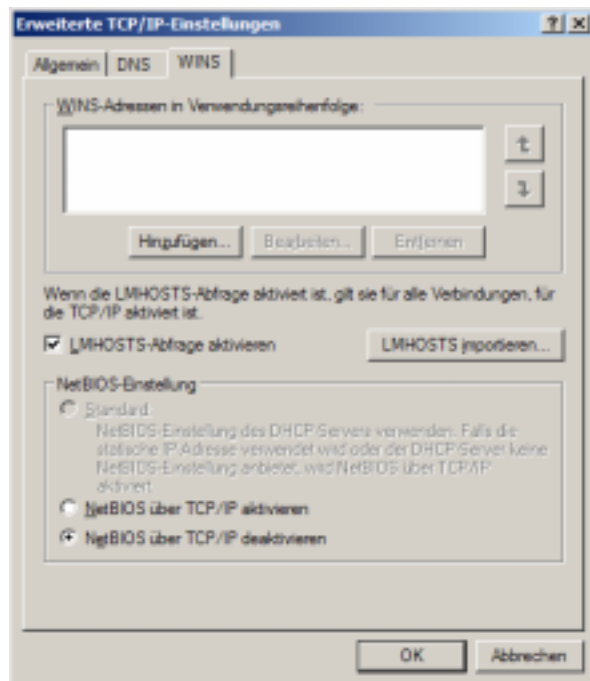 Erweiterte TCP/IP-Einstellungen
Allgemein DNS WINS
WINS-Adressen in Verwendungsreihenfolge:
Hinzufügen... Bearbeiten... Entfernen
Wenn die LMHOSTS-Abfrage aktiviert ist, gilt sie für alle Verbindungen, für
die TCP/IP aktiviert ist.
LMHOSTS-Abfrage aktivieren LMHOSTS importieren...
NetBIOS-Einstellung
Standard
NetBIOS-Einstellung des DHCP-Servers verwenden. Falls die
statische IP-Adresse verwendet wird oder der DHCP-Server keine
NetBIOS-Einstellung anbietet, wird NetBIOS über TCP/IP
aktiviert.
NetBIOS über TCP/IP aktivieren
NetBIOS über TCP/IP deaktivieren
OK Abbrechen